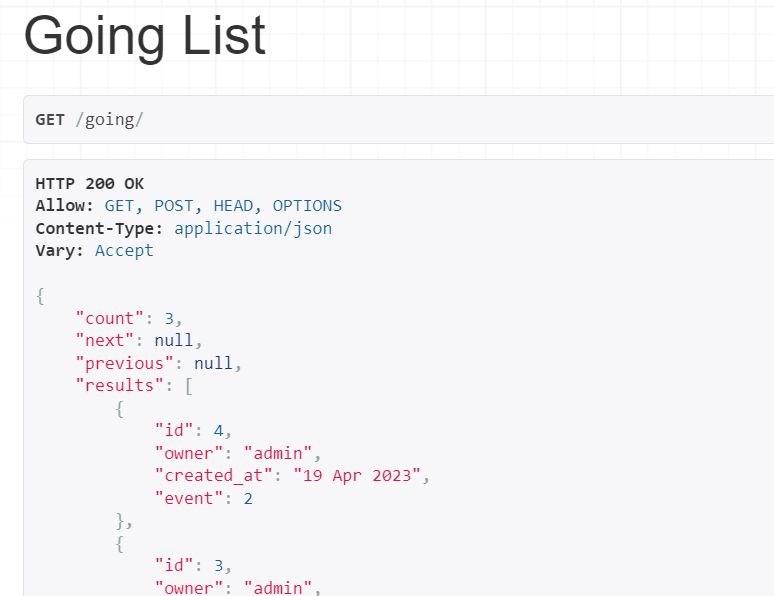 Going List
GET /going/
HTTP 200 OK
Allow: GET, POST, HEAD, OPTIONS
Content-Type: application/json
Vary: Accept
{
"count": 3,
"next": null,
"previous": null,
"results": [
{
"id": 4,
"owner": "admin",
"created_at": "19 Apr 2023",
"event": 2
},
{
"id": 3,
"owner": "admin",